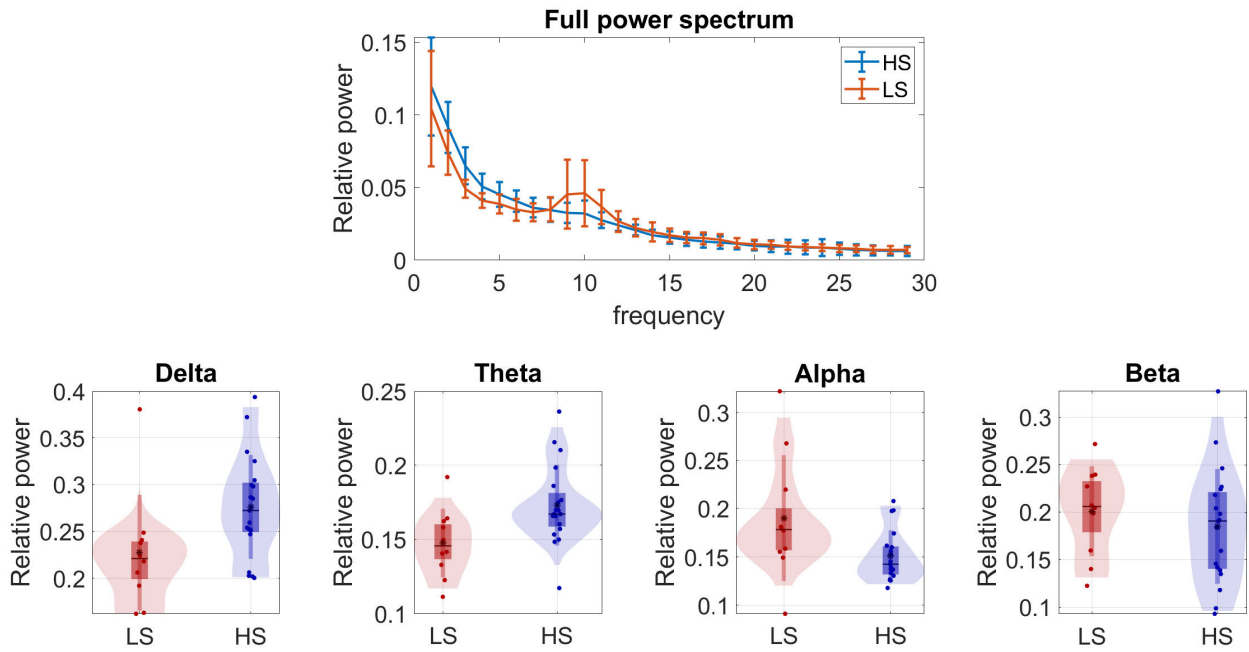 Full power spectrum
0.15
0.1
0.05
0
Relative power
HS
LS
0 5 10 15 20 25 30
frequency
Delta
0.4
0.35
0.3
0.25
0.2
Relative power
LS HS
Theta
0.25
0.2
0.15
0.1
Relative power
LS HS
Alpha
0.3
0.25
0.2
0.15
0.1
Relative power
LS HS
Beta
0.3
0.25
0.2
0.15
0.1
Relative power
LS HS